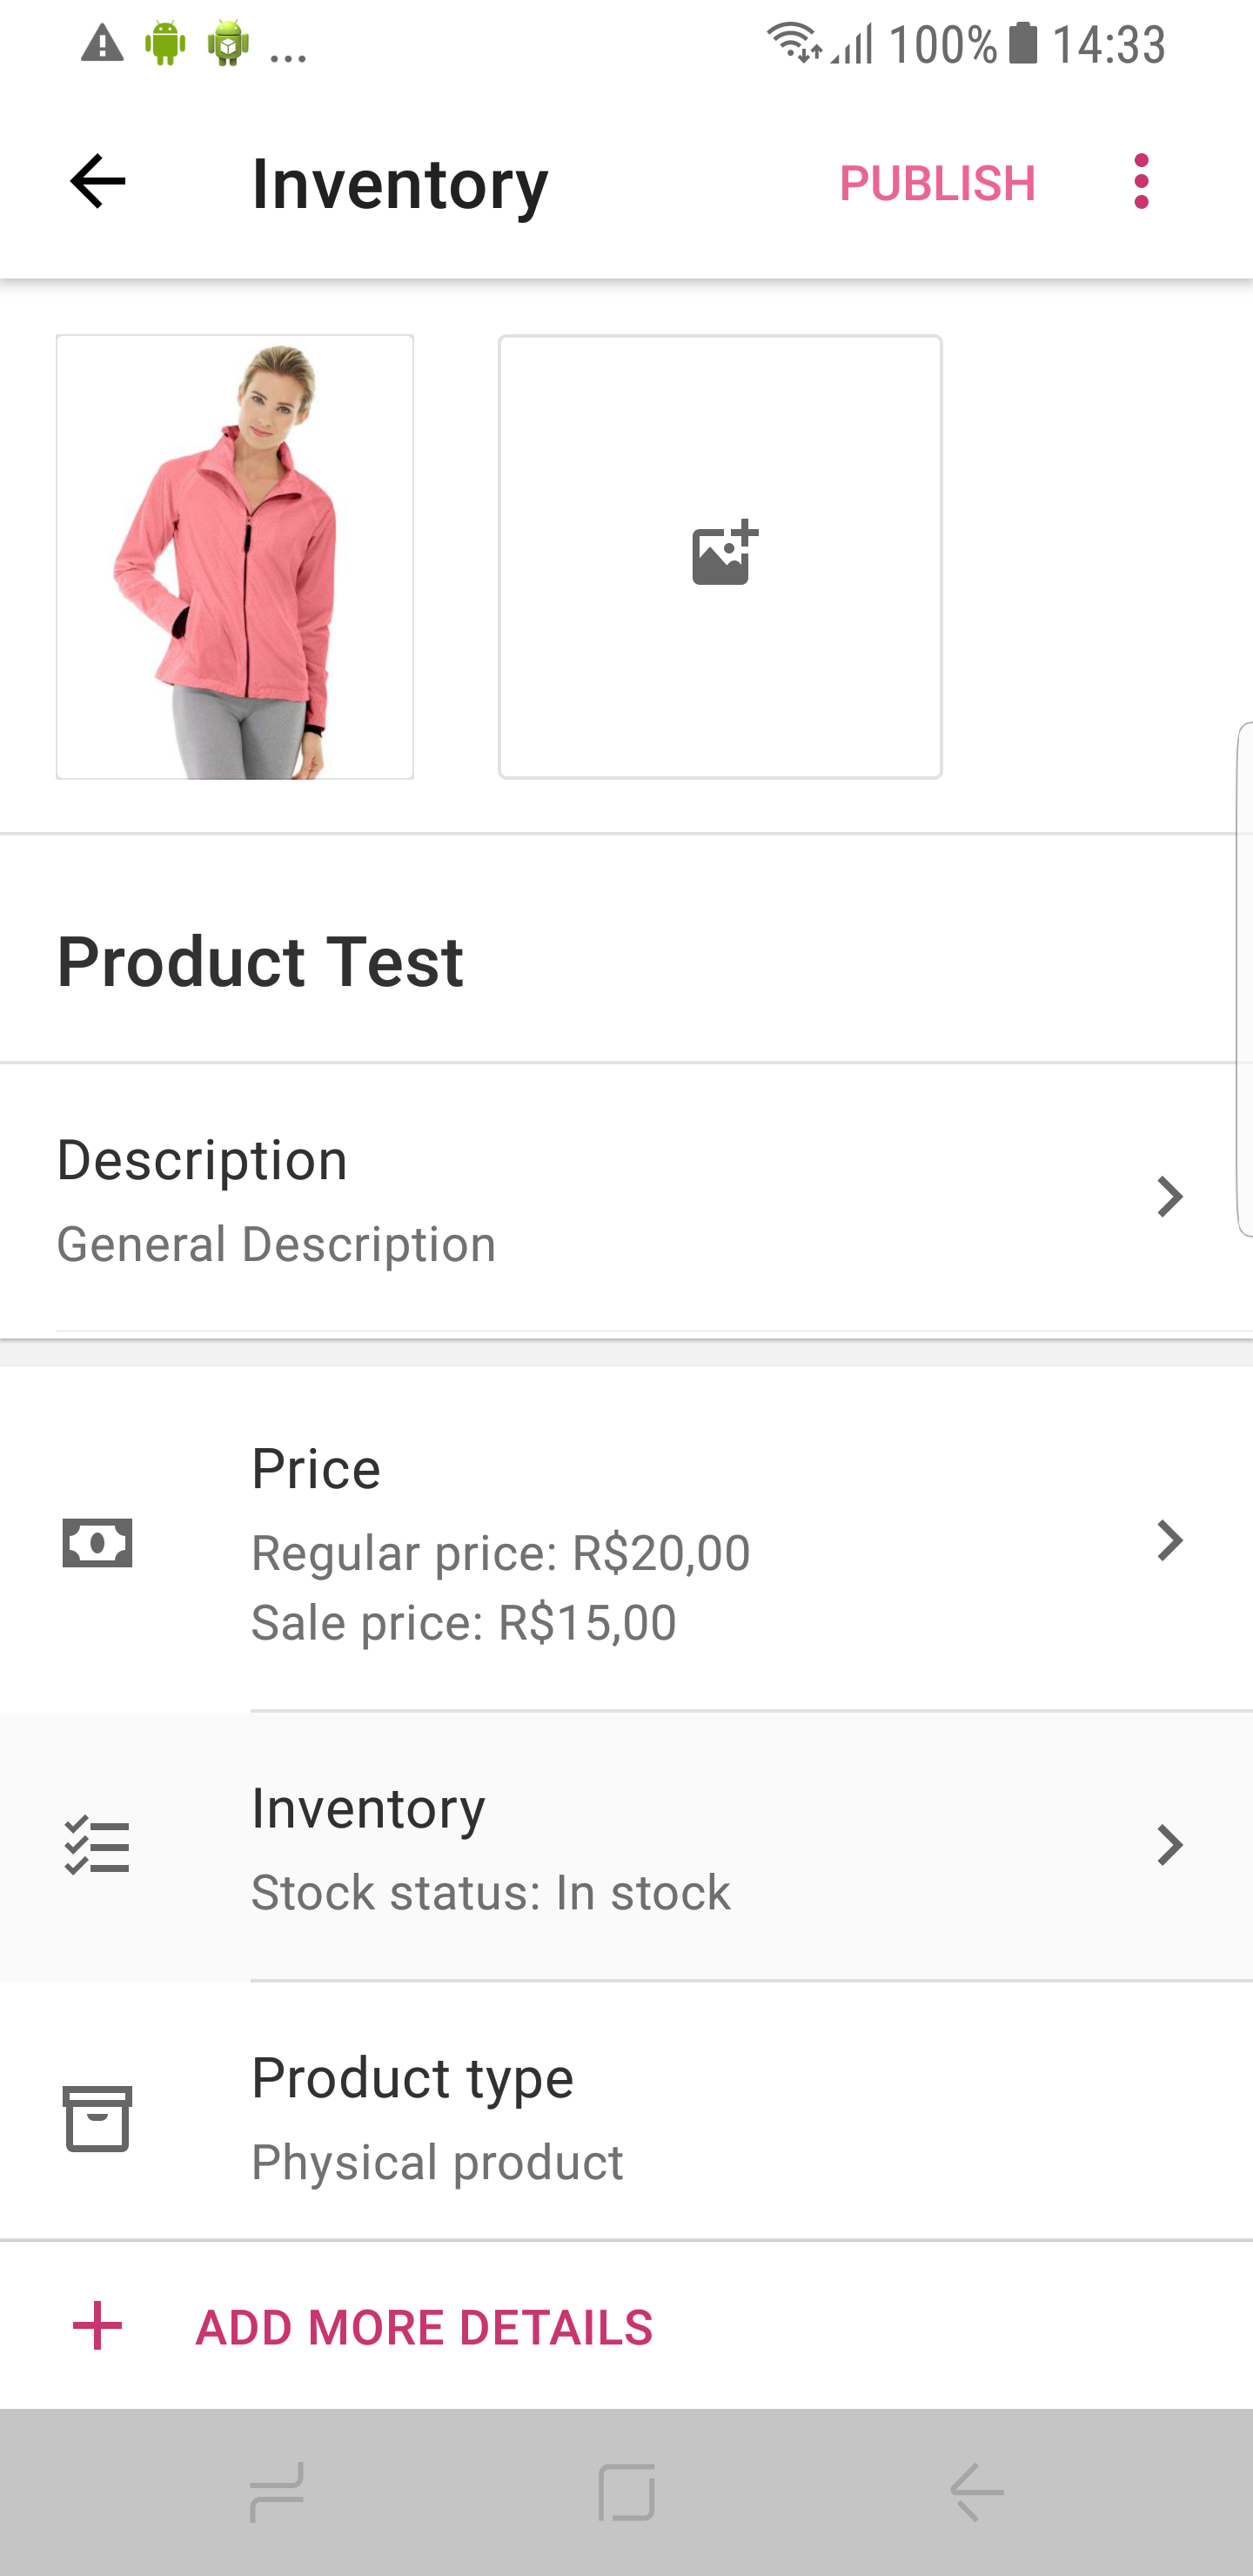 ... 100% 14:33
Inventory PUBLISH
Product Test
Description
General Description
Price
Regular price: R$20,00
Sale price: R$15,00
Inventory
Stock status: In stock
Product type
Physical product
ADD MORE DETAILS